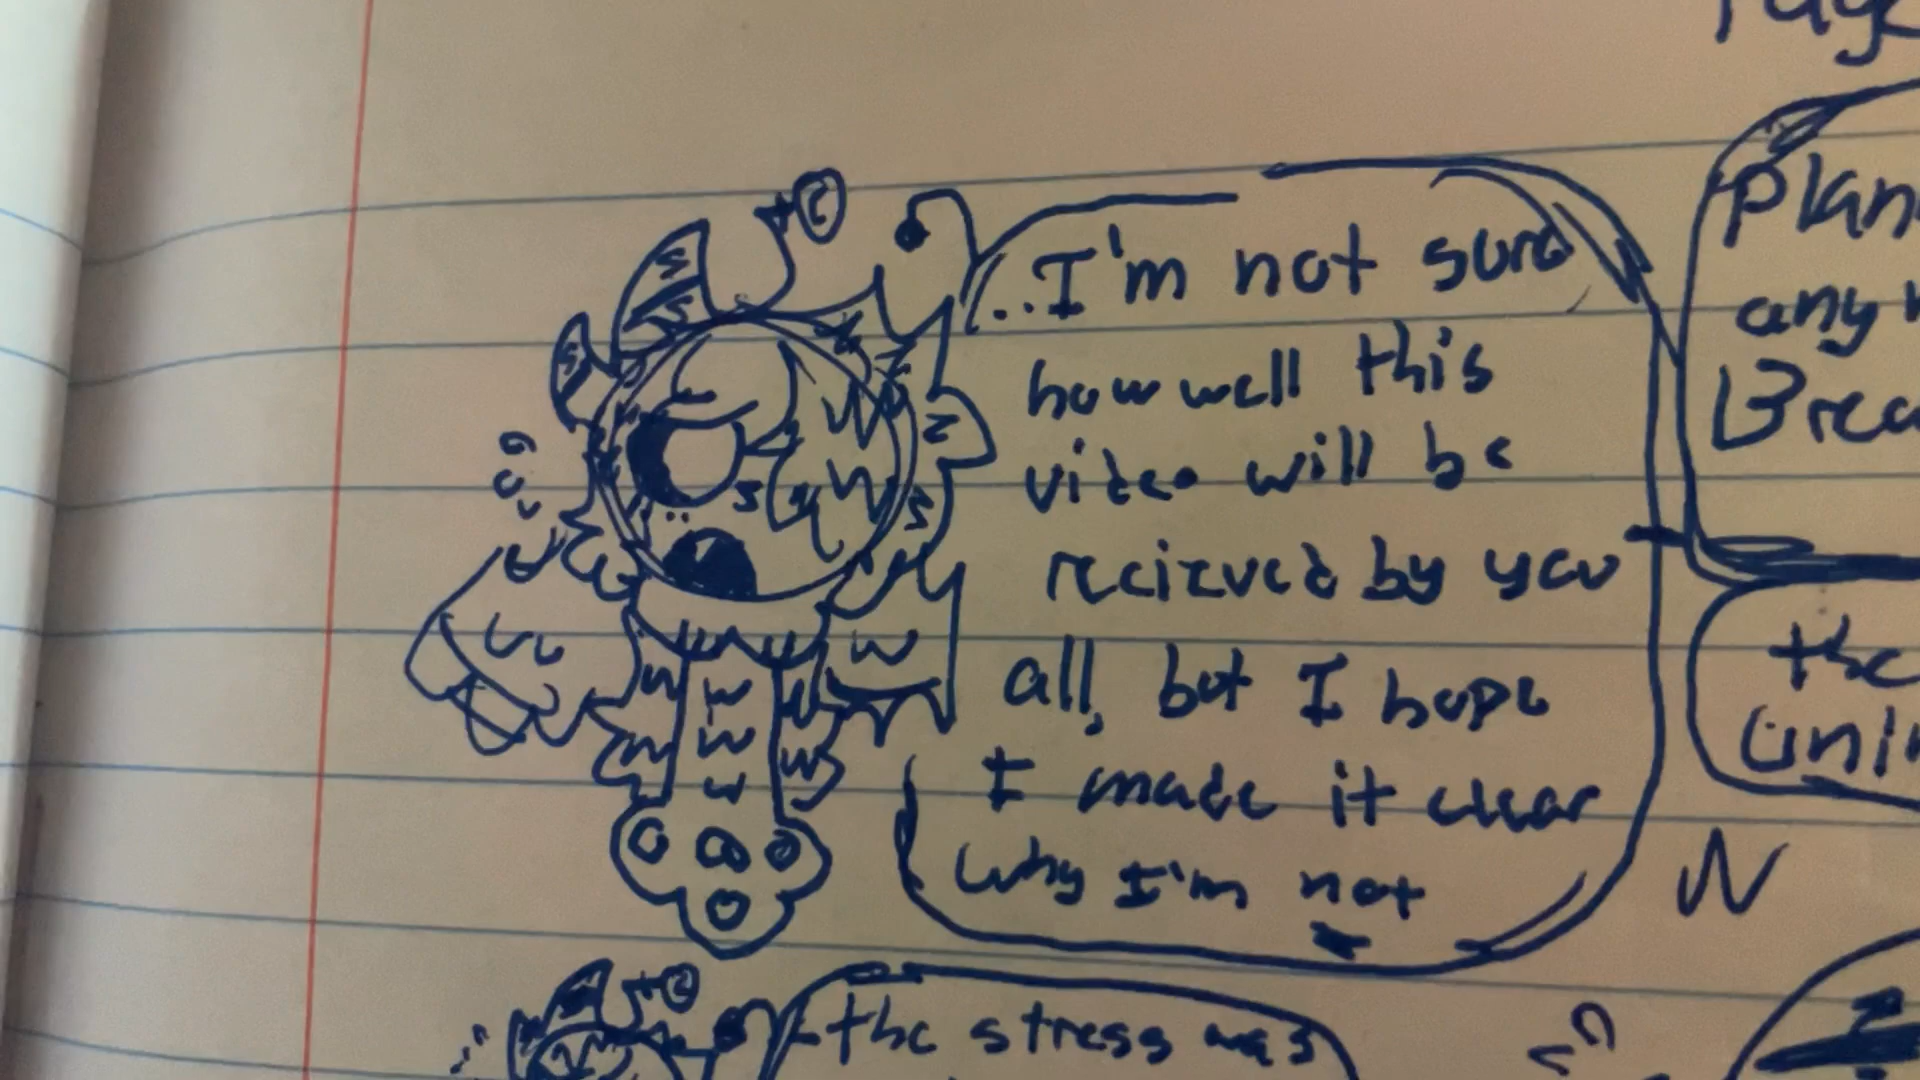 ..I'm not sure
how well this
video will be
recieved by you
all, but I hope
I made it clear
why I'm not
the stress was
Plan
any
the